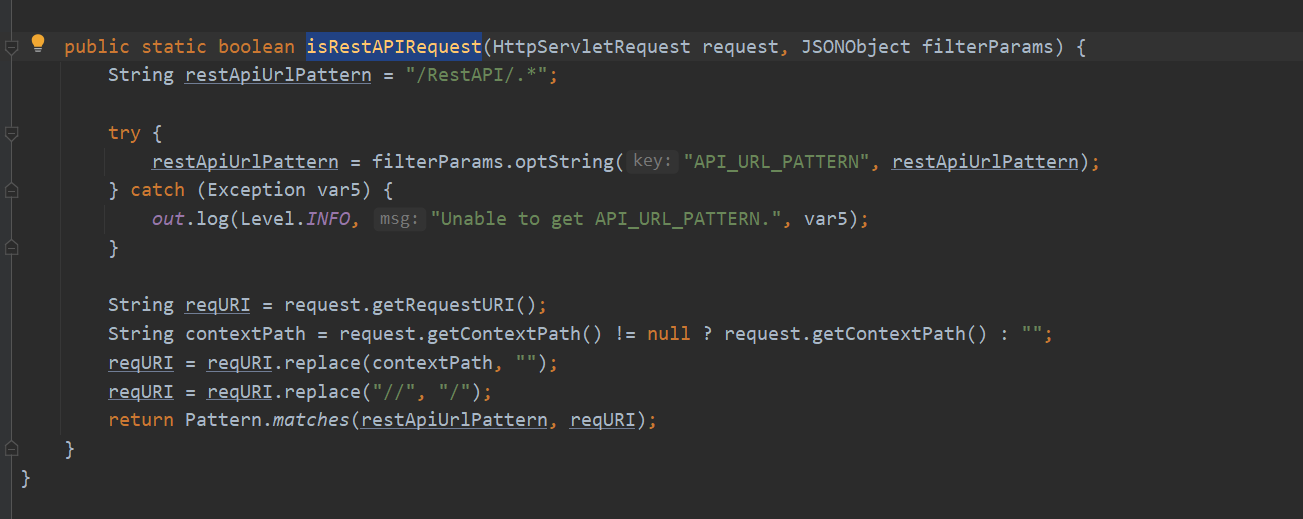 public static boolean isRestAPIRequest(HttpServletRequest request, JSONObject filterParams) {
String restApiUrlPattern = "/RestAPI/.*";
try {
restApiUrlPattern = filterParams.optString( key: "API_URL_PATTERN", restApiUrlPattern);
} catch (Exception var5) {
out.log(Level.INFO, msg: "Unable to get API_URL_PATTERN.", var5);
}
String reqURI = request.getRequestURI();
String contextPath = request.getContextPath() != null ? request.getContextPath() : "";
reqURI = reqURI.replace(contextPath, "");
reqURI = reqURI.replace("//", "/");
return Pattern.matches(restApiUrlPattern, reqURI);
}
}